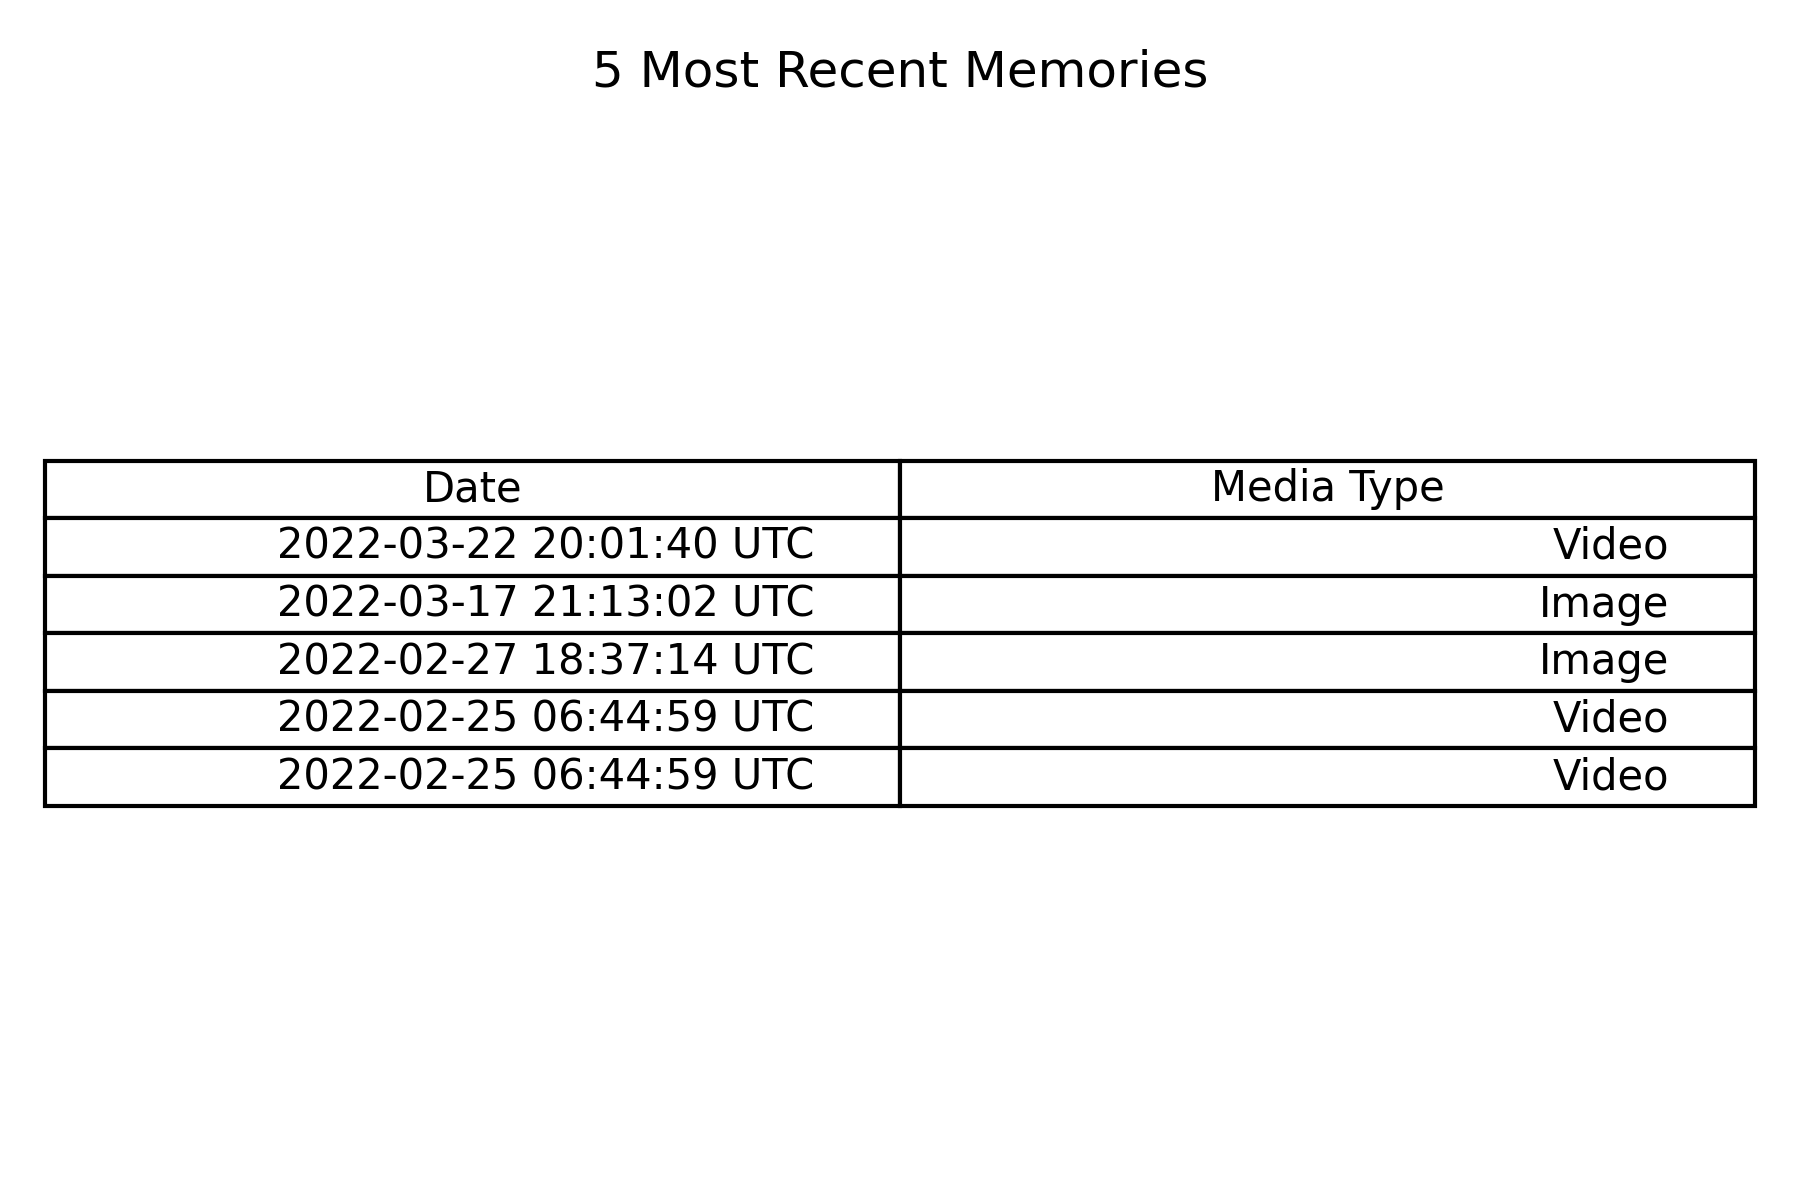 5 Most Recent Memories
Date Media Type
2022-03-22 20:01:40 UTC Video
2022-03-17 21:13:02 UTC Image
2022-02-27 18:37:14 UTC Image
2022-02-25 06:44:59 UTC Video
2022-02-25 06:44:59 UTC Video